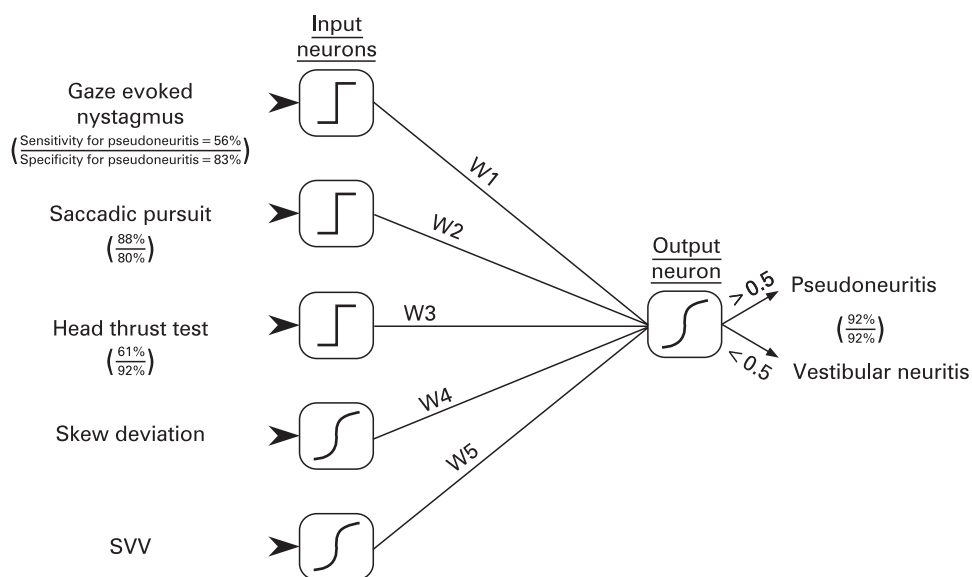 Input
neurons
Gaze evoked
nystagmus
(Sensitivity for pseudoneuritis = 56%
Specificity for pseudoneuritis = 83%)
W1
Saccadic pursuit
(88%
80%)
W2
Output
neuron
Head thrust test
(61%
92%)
W3
> 0.5
Pseudoneuritis
(92%
92%)
< 0.5
Vestibular neuritis
Skew deviation
W4
SVV
W5